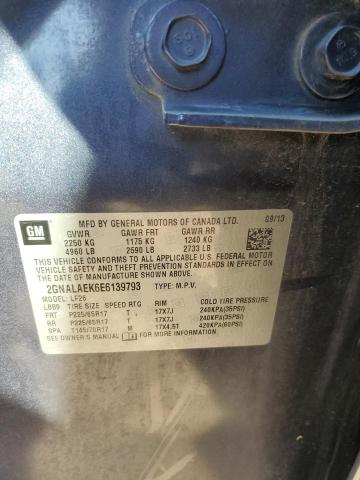 GM
MFD BY GENERAL MOTORS OF CANADA LTD. 09/13
GVWR GAWR FRT GAWR RR
2250 KG 1175 KG 1240 KG
4960 LB 2590 LB 2733 LB
THIS VEHICLE CONFORMS TO ALL APPLICABLE U.S. FEDERAL
MOTOR VEHICLE SAFETY, BUMPER, AND THEFT PREVENTION
STANDARDS IN EFFECT ON THE DATE OF MANUFACTURE SHOWN ABOVE.
2GNALAEK6E6139793 TYPE: M.P.V.
MODEL: LF26
TIRE SIZE SPEED RTG RIM COLD TIRE PRESSURE
FRT P225/65R17 T 17X7J 240KPA(35PSI)
RR P225/65R17 T 17X7J 240KPA(35PSI)
SPA T145/70R17 M 17X4.5T 420KPA(60PSI)
SEE OWNER'S MANUAL FOR MORE INFORMATION.